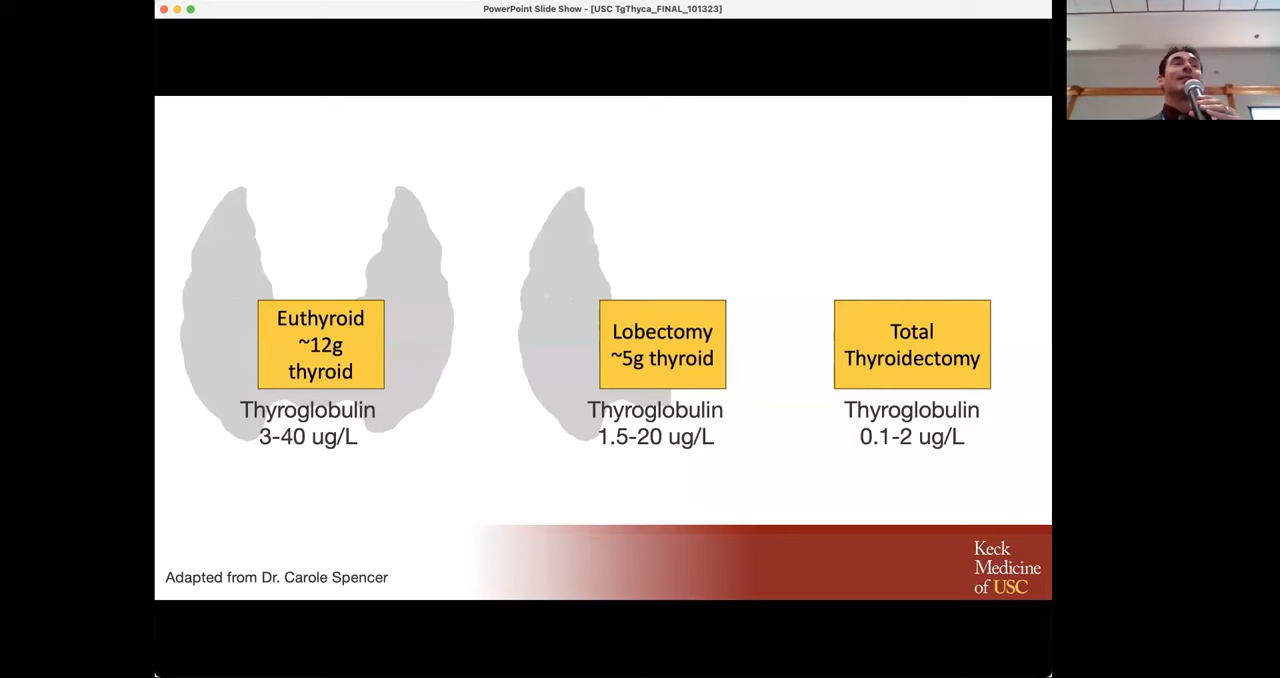 PowerPoint Slide Show - [USC TgThyca_FINAL_101323]
Euthyroid
~12g
thyroid
Thyroglobulin
3-40 ug/L
Lobectomy
~5g thyroid
Thyroglobulin
1.5-20 ug/L
Total
Thyroidectomy
Thyroglobulin
0.1-2 ug/L
Adapted from Dr. Carole Spencer
Keck
Medicine
of USC